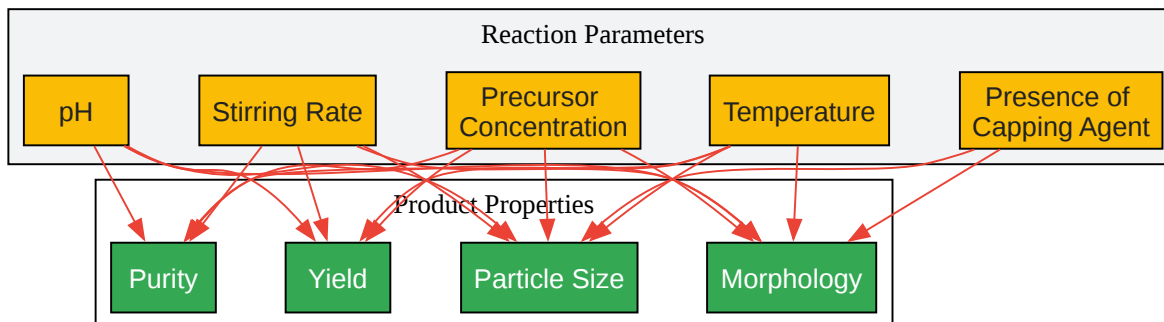 Reaction Parameters
pH
Stirring Rate
Precursor
Concentration
Temperature
Presence of
Capping Agent
Product Properties
Purity
Yield
Particle Size
Morphology